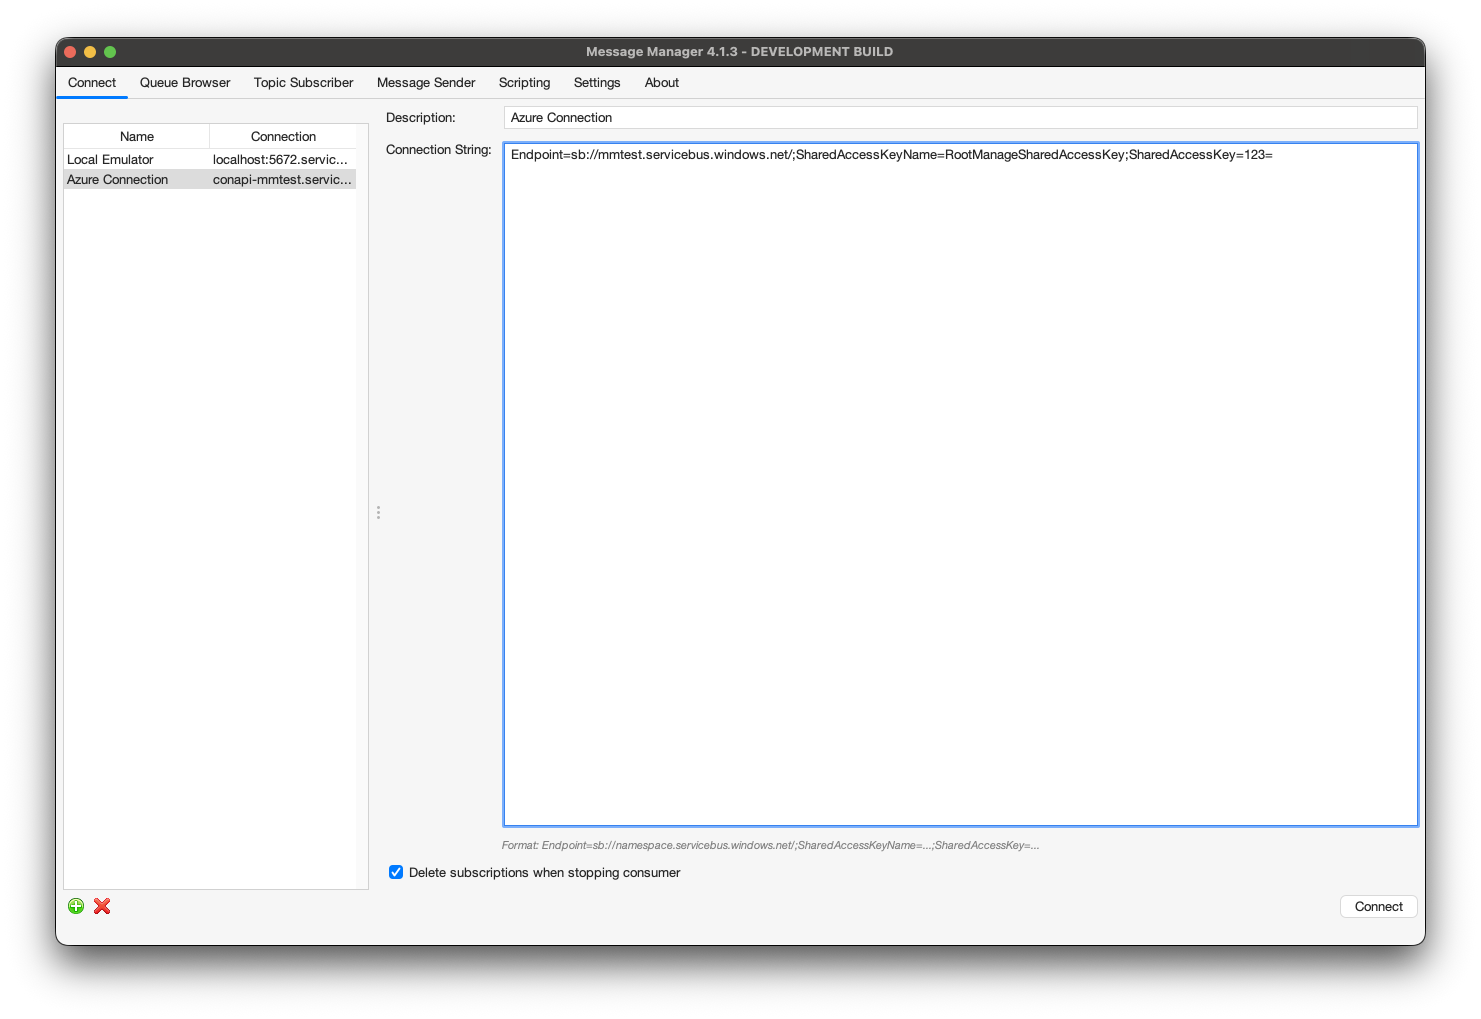 Message Manager 4.1.3 - DEVELOPMENT BUILD
Connect Queue Browser Topic Subscriber Message Sender Scripting Settings About
Name Connection
Local Emulator localhost:5672.servic...
Azure Connection conapi-mmtest.servic...
Description: Azure Connection
Connection String: Endpoint=sb://mmtest.servicebus.windows.net/;SharedAccessKeyName=RootManageSharedAccessKey;SharedAccessKey=123=
Format: Endpoint=sb://namespace.servicebus.windows.net/;SharedAccessKeyName=...;SharedAccessKey=...
Delete subscriptions when stopping consumer
Connect